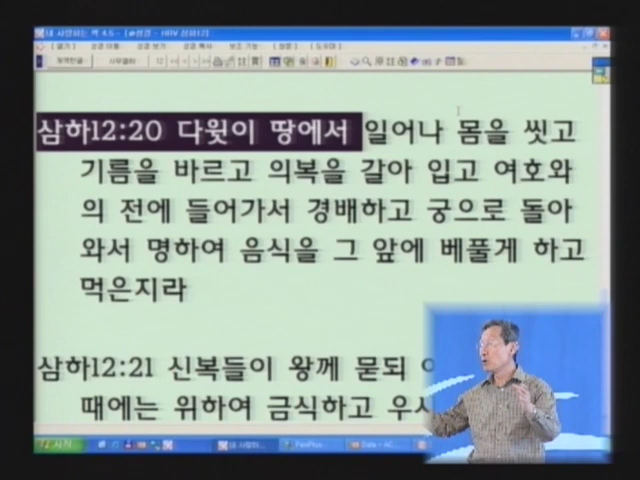 삼하12:20 다윗이 땅에서 일어나 몸을 씻고
기름을 바르고 의복을 갈아 입고 여호와
의 전에 들어가서 경배하고 궁으로 돌아
와서 명하여 음식을 그 앞에 베풀게 하고
먹은지라
삼하12:21 신복들이 왕께 묻되
때에는 위하여 금식하고 우시
시작